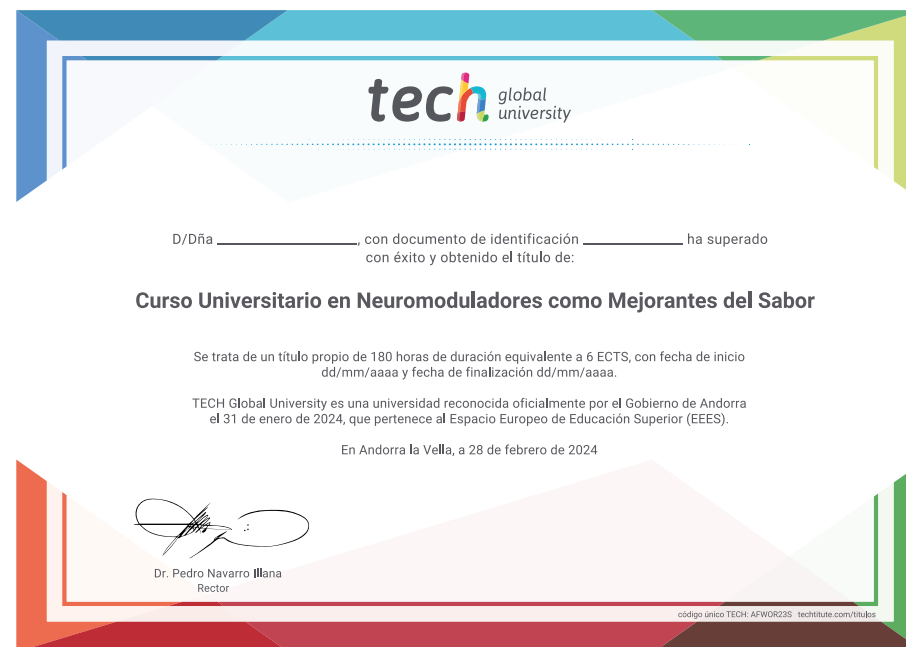 tech global university
D/Dña ____________________, con documento de identificación ______________ ha superado
con éxito y obtenido el título de:
Curso Universitario en Neuromoduladores como Mejorantes del Sabor
Se trata de un título propio de 180 horas de duración equivalente a 6 ECTS, con fecha de inicio
dd/mm/aaaa y fecha de finalización dd/mm/aaaa.
TECH Global University es una universidad reconocida oficialmente por el Gobierno de Andorra
el 31 de enero de 2024, que pertenece al Espacio Europeo de Educación Superior (EEES).
En Andorra la Vella, a 28 de febrero de 2024
Dr. Pedro Navarro Illana
Rector
código único TECH: AFWOR23S techtitute.com/titulos